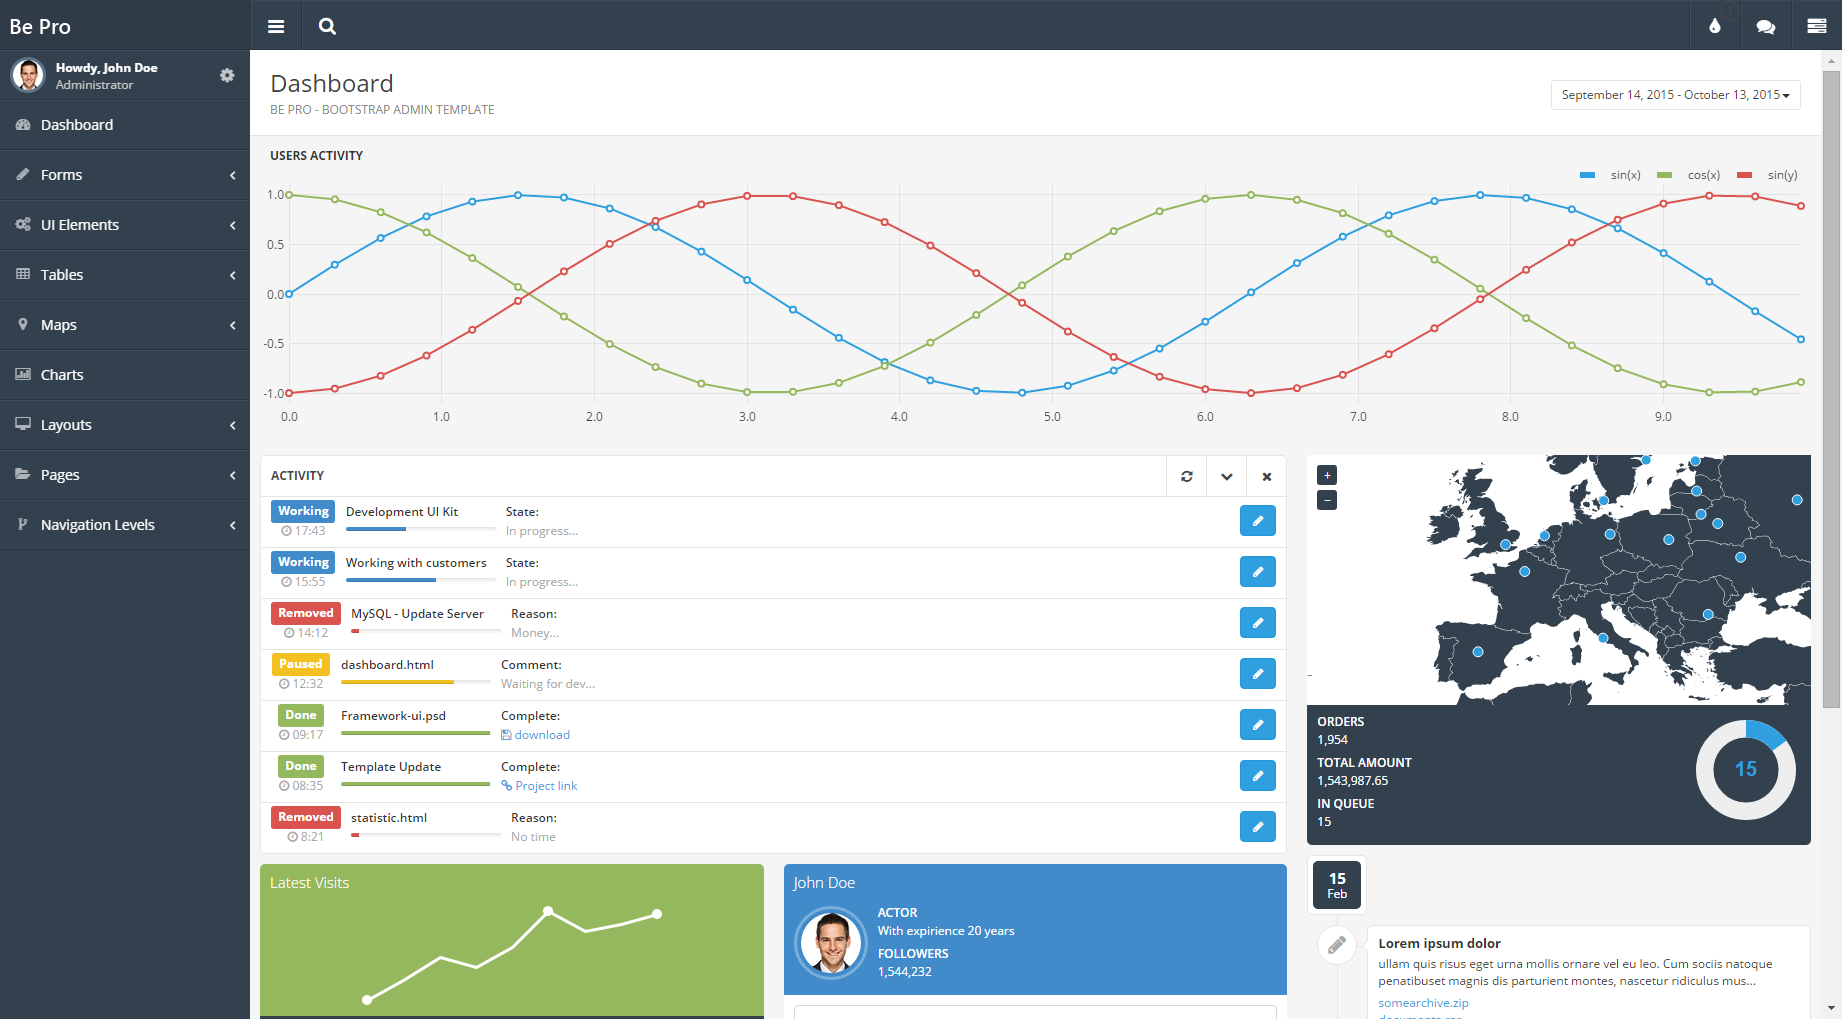 Be Pro
Howdy, John Doe
Administrator
Dashboard
Forms
UI Elements
Tables
Maps
Charts
Layouts
Pages
Navigation Levels
Dashboard
BE PRO - BOOTSTRAP ADMIN TEMPLATE
September 14, 2015 - October 13, 2015
USERS ACTIVITY
sin(x) cos(x) sin(y)
1.0
0.5
0.0
-0.5
-1.0
0.0 1.0 2.0 3.0 4.0 5.0 6.0 7.0 8.0 9.0
ACTIVITY
Working Development UI Kit State:
17:43 In progress...
Working Working with customers State:
15:55 In progress...
Removed MySQL - Update Server Reason:
14:12 Money...
Paused dashboard.html Comment:
12:32 Waiting for dev...
Done Framework-ui.psd Complete:
09:17 download
Done Template Update Complete:
08:35 Project link
Removed statistic.html Reason:
8:21 No time
+
−
ORDERS
1,954
TOTAL AMOUNT
1,543,987.65
IN QUEUE
15
15
Latest Visits
John Doe
ACTOR
With expirience 20 years
FOLLOWERS
1,544,232
15
Feb
Lorem ipsum dolor
ullam quis risus eget urna mollis ornare vel eu leo. Cum sociis natoque
penatibuset magnis dis parturient montes, nascetur ridiculus mus...
somearchive.zip